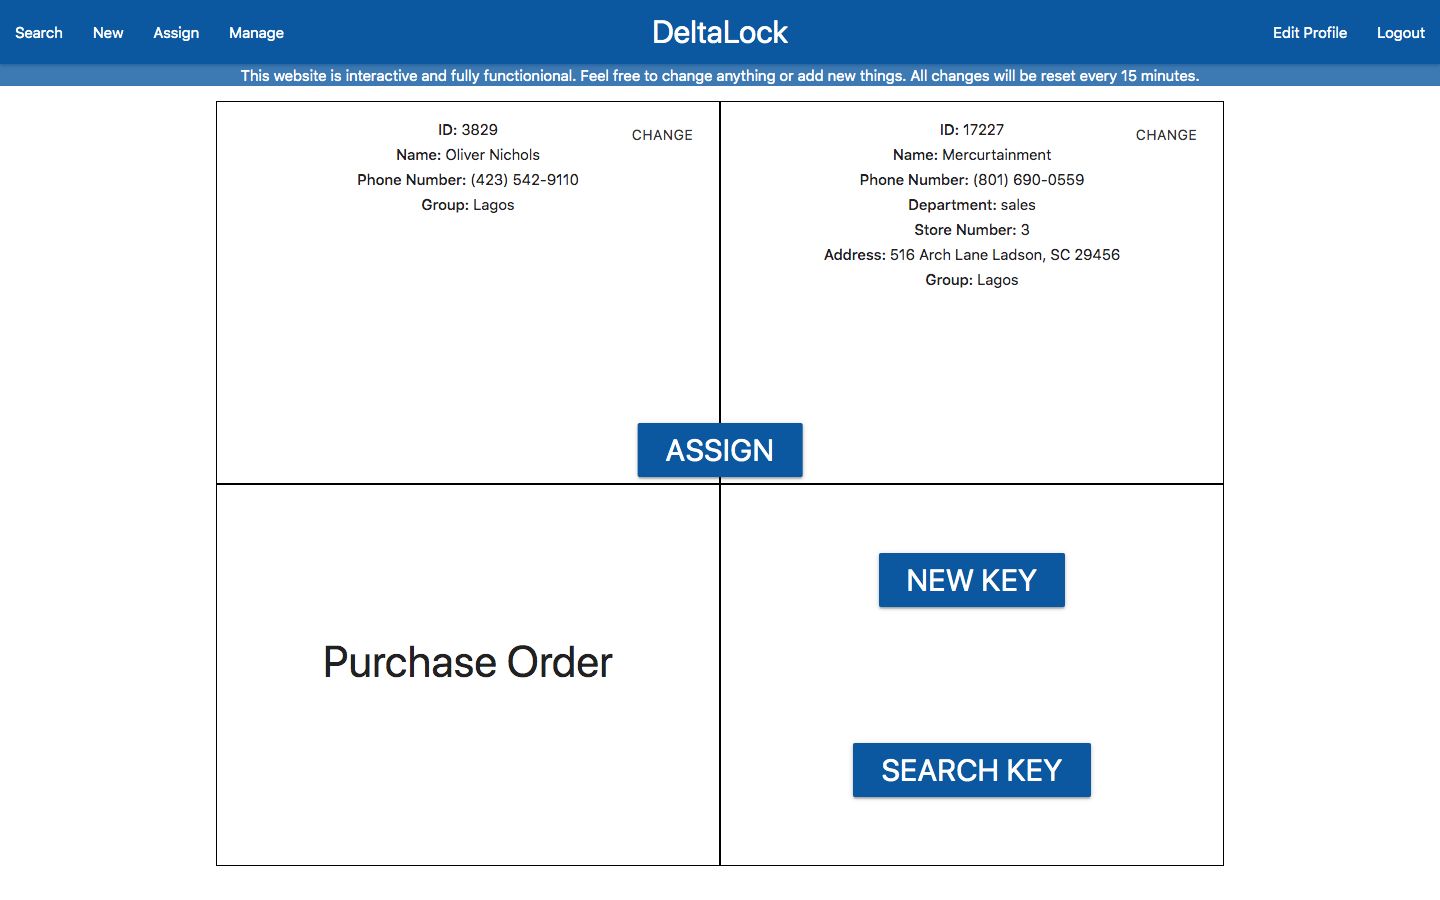 Search New Assign Manage DeltaLock Edit Profile Logout
This website is interactive and fully functionional. Feel free to change anything or add new things. All changes will be reset every 15 minutes.
ID: 3829
CHANGE
Name: Oliver Nichols
Phone Number: (423) 542-9110
Group: Lagos
ID: 17227
CHANGE
Name: Mercurtainment
Phone Number: (801) 690-0559
Department: sales
Store Number: 3
Address: 516 Arch Lane Ladson, SC 29456
Group: Lagos
ASSIGN
Purchase Order
NEW KEY
SEARCH KEY